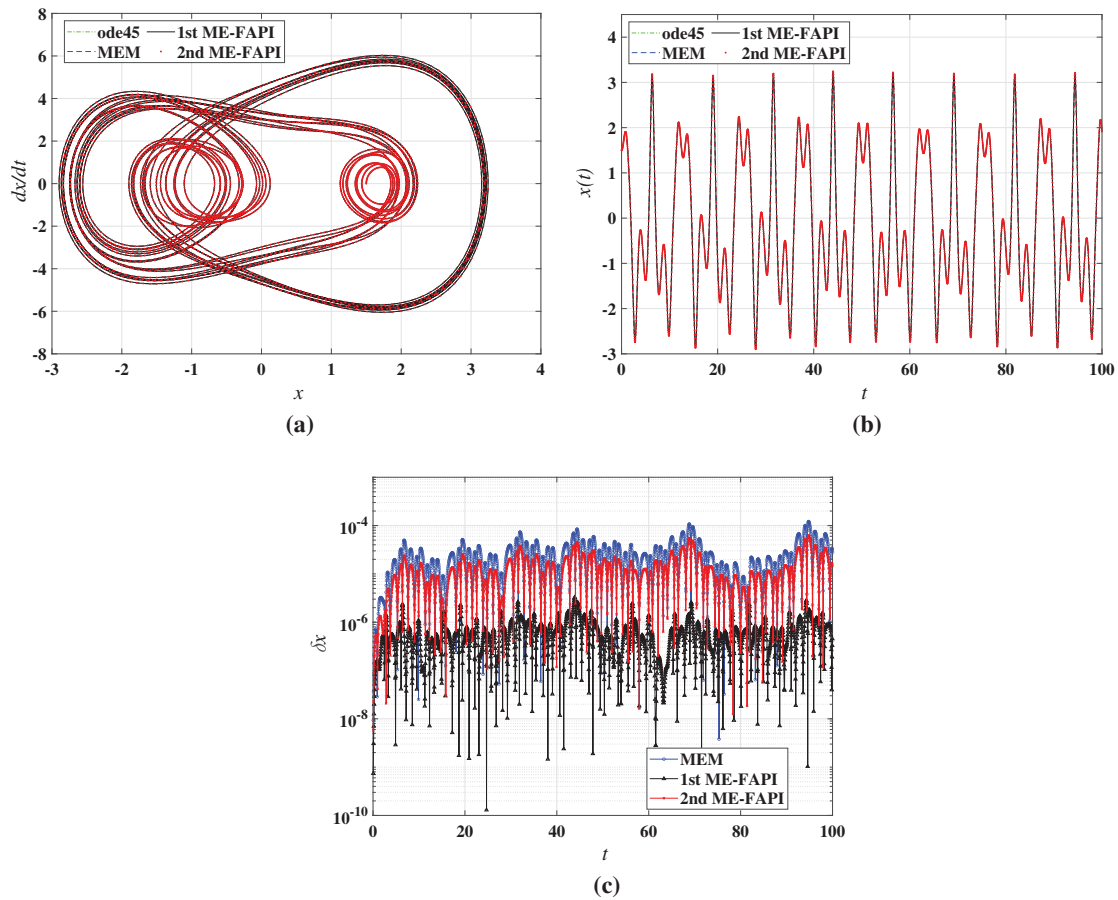 ode45 1st ME-FAPI
MEM 2nd ME-FAPI
8
6
4
2
0
-2
-4
-6
-8
dx/dt
-3 -2 -1 0 1 2 3 4
x
(a)
ode45 1st ME-FAPI
MEM 2nd ME-FAPI
4
3
2
1
0
-1
-2
-3
x(t)
0 20 40 60 80 100
t
(b)
10-4
10-6
10-8
10-10
δx
MEM
1st ME-FAPI
2nd ME-FAPI
0 20 40 60 80 100
t
(c)